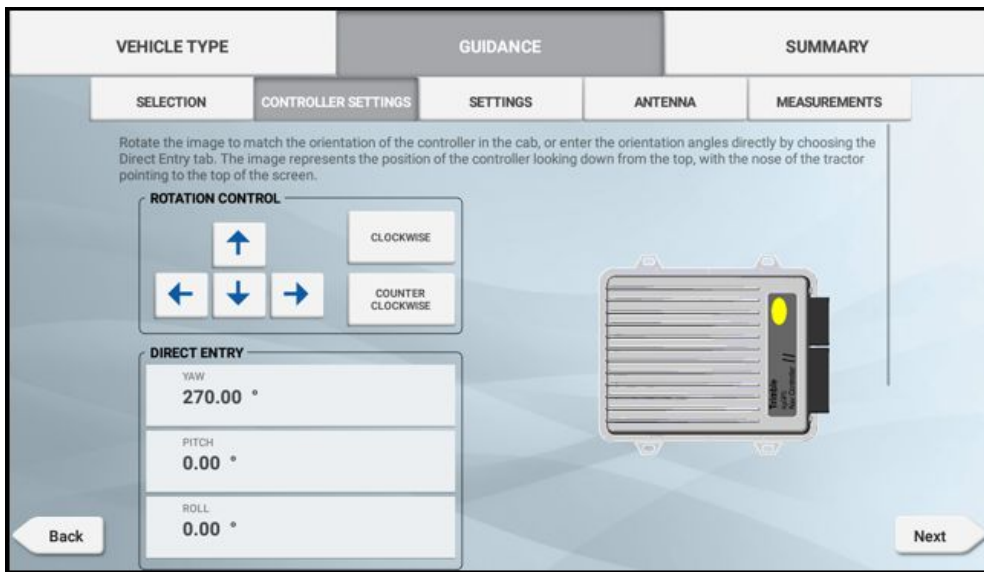 VEHICLE TYPE
GUIDANCE
SUMMARY
SELECTION
CONTROLLER SETTINGS
SETTINGS
ANTENNA
MEASUREMENTS
Rotate the image to match the orientation of the controller in the cab, or enter the orientation angles directly by choosing the
Direct Entry tab. The image represents the position of the controller looking down from the top, with the nose of the tractor
pointing to the top of the screen.
ROTATION CONTROL
CLOCKWISE
COUNTER
CLOCKWISE
DIRECT ENTRY
YAW
270.00 °
PITCH
0.00 °
ROLL
0.00 °
Trimble
Controller II
Back
Next